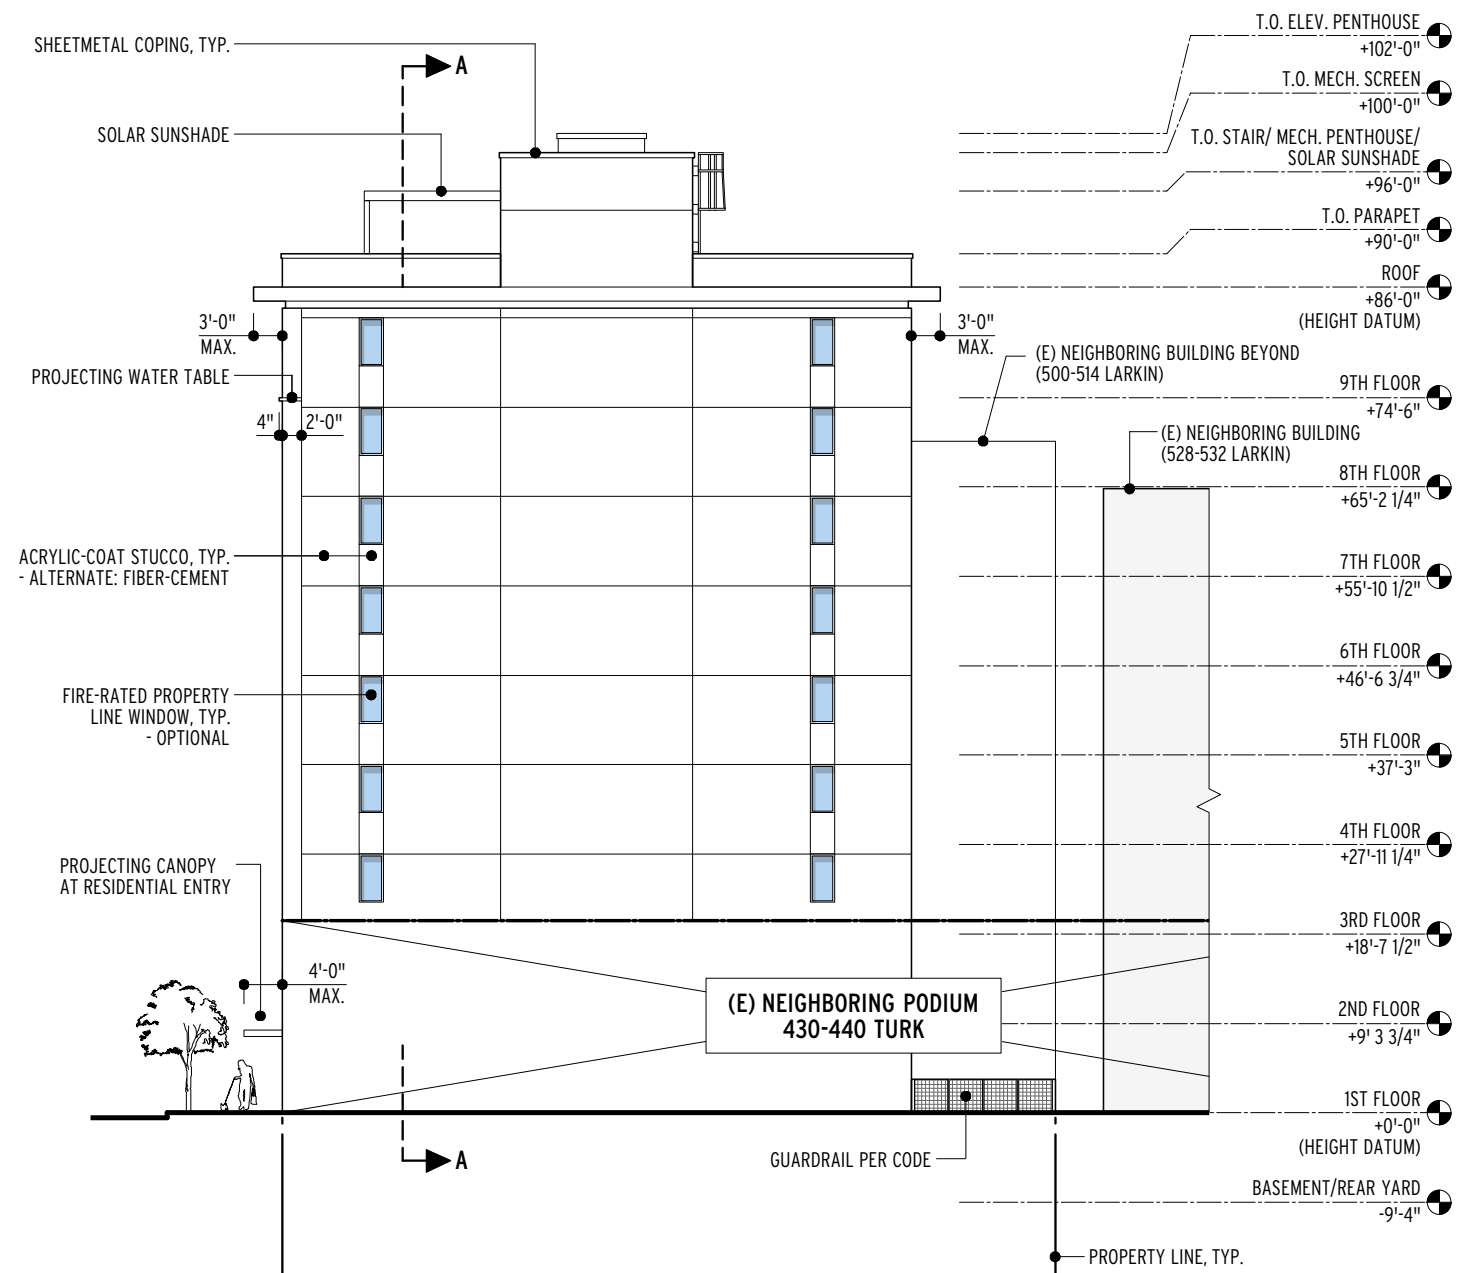 SHEETMETAL COPING, TYP.
A
SOLAR SUNSHADE
T.O. ELEV. PENTHOUSE
+102'-0"
T.O. MECH. SCREEN
+100'-0"
T.O. STAIR/ MECH. PENTHOUSE/
SOLAR SUNSHADE
+96'-0"
T.O. PARAPET
+90'-0"
ROOF
+86'-0"
(HEIGHT DATUM)
3'-0"
MAX.
3'-0"
MAX.
(E) NEIGHBORING BUILDING BEYOND
(500-514 LARKIN)
PROJECTING WATER TABLE
9TH FLOOR
+74'-6"
4"
2'-0"
(E) NEIGHBORING BUILDING
(528-532 LARKIN)
8TH FLOOR
+65'-2 1/4"
ACRYLIC-COAT STUCCO, TYP.
- ALTERNATE: FIBER-CEMENT
7TH FLOOR
+55'-10 1/2"
6TH FLOOR
+46'-6 3/4"
FIRE-RATED PROPERTY
LINE WINDOW, TYP.
- OPTIONAL
5TH FLOOR
+37'-3"
4TH FLOOR
+27'-11 1/4"
PROJECTING CANOPY
AT RESIDENTIAL ENTRY
3RD FLOOR
+18'-7 1/2"
4'-0"
MAX.
(E) NEIGHBORING PODIUM
430-440 TURK
2ND FLOOR
+9' 3 3/4"
1ST FLOOR
+0'-0"
(HEIGHT DATUM)
A
GUARDRAIL PER CODE
BASEMENT/REAR YARD
-9'-4"
PROPERTY LINE, TYP.